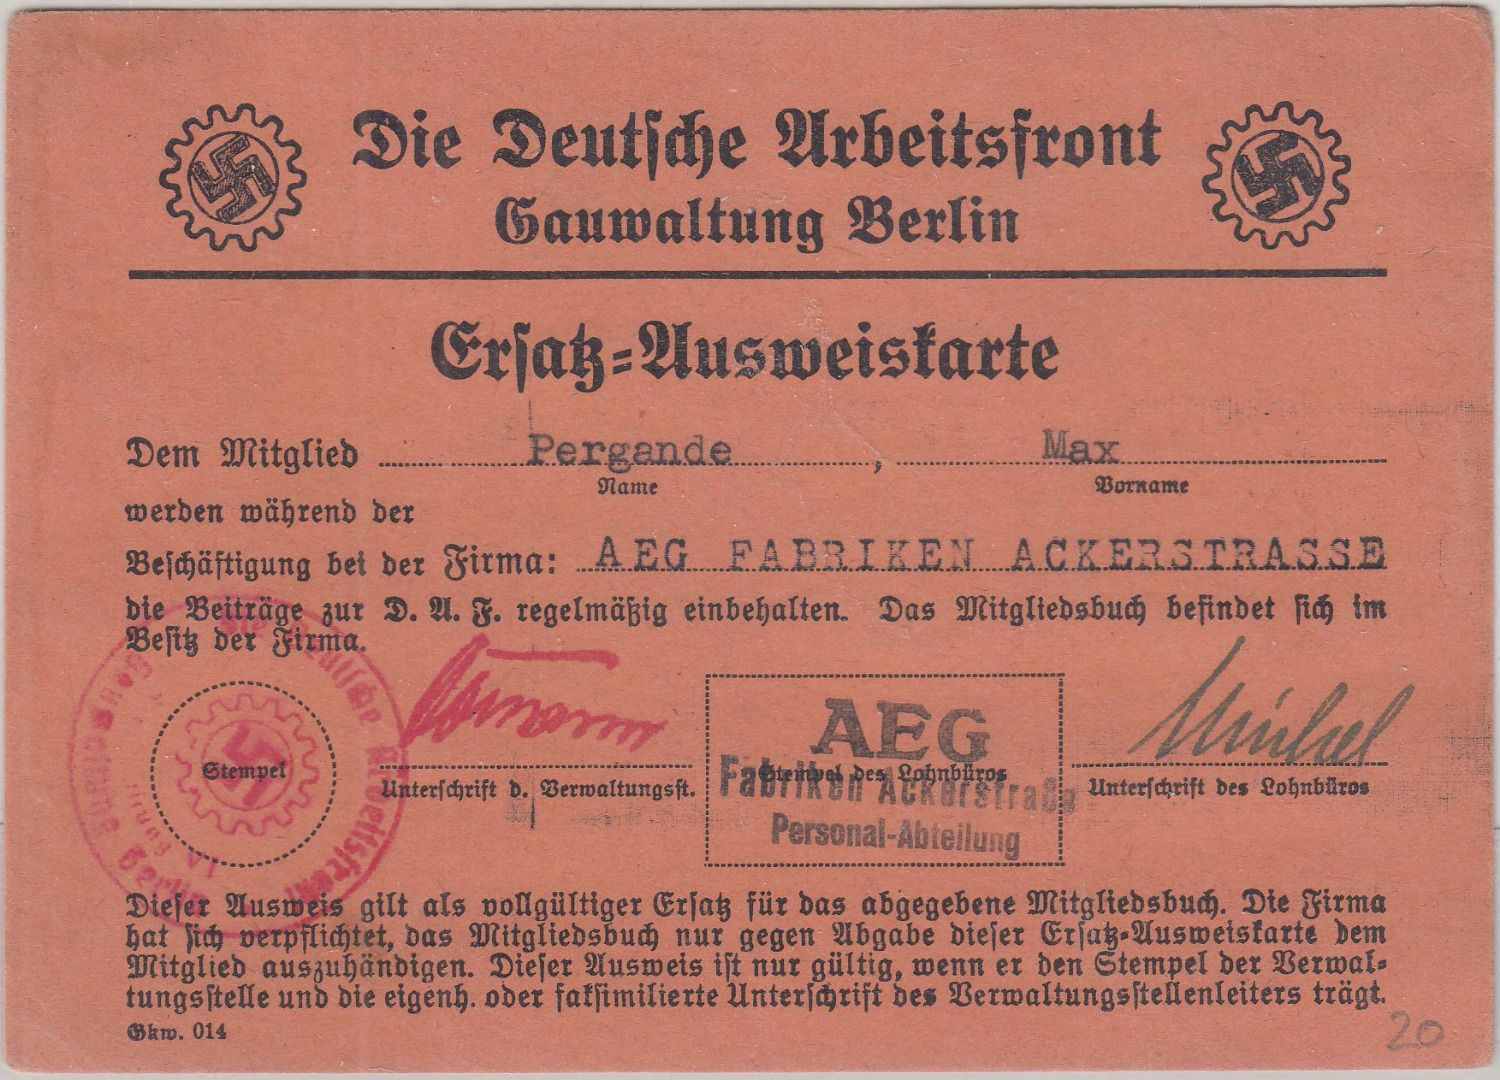 Die Deutsche Arbeitsfront
Gauwaltung Berlin
Ersatz=Ausweiskarte
Dem Mitglied Pergande, Max
Name Vorname
werden während der
Beschäftigung bei der Firma: AEG FABRIKEN ACKERSTRASSE
die Beiträge zur D. A. F. regelmäßig einbehalten. Das Mitgliedsbuch befindet sich im
Besitz der Firma.
Die Deutsche Arbeitsfront
Berlin
Stempel
Unterschrift d. Verwaltungsst.
AEG
Stempel des Lohnbüros
Fabriken Ackerstraße
Personal-Abteilung
Unterschrift des Lohnbüros
Dieser Ausweis gilt als vollgültiger Ersatz für das abgegebene Mitgliedsbuch. Die Firma
hat sich verpflichtet, das Mitgliedsbuch nur gegen Abgabe dieser Ersatz=Ausweiskarte dem
Mitglied auszuhändigen. Dieser Ausweis ist nur gültig, wenn er den Stempel der Verwal=
tungsstelle und die eigenh. oder faksimilierte Unterschrift des Verwaltungsstellenleiters trägt.
Gkw. 014
20